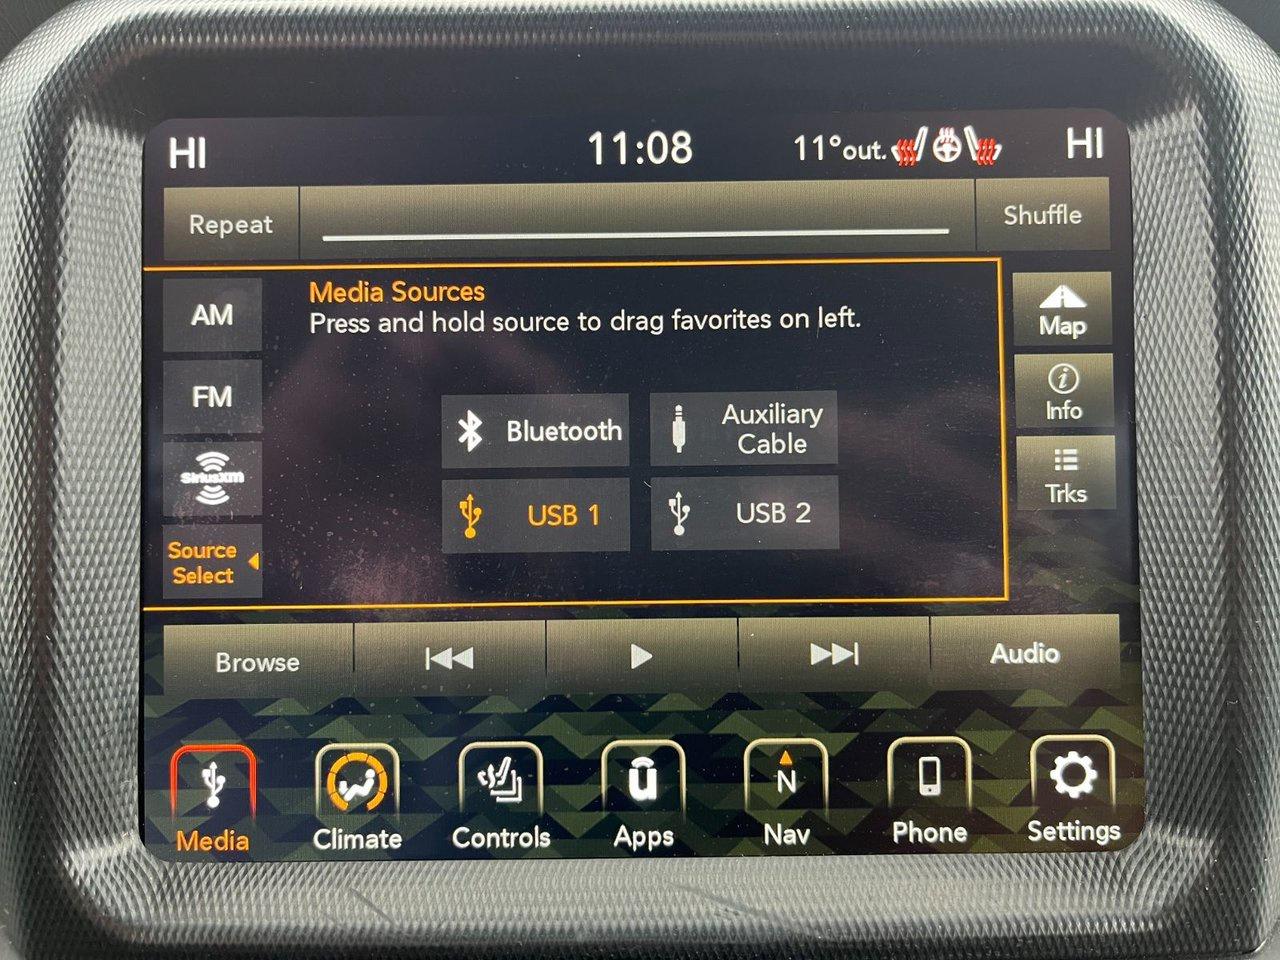 HI
11:08
11°out.
HI
Repeat
Shuffle
AM
FM
SiriusXM
Source
Select
Media Sources
Press and hold source to drag favorites on left.
Bluetooth
Auxiliary
Cable
USB 1
USB 2
Map
Info
Trks
Browse
Audio
Media
Climate
Controls
u
Apps
N
Nav
Phone
Settings